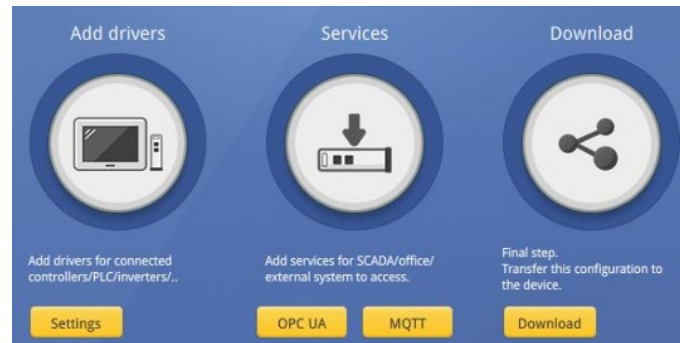 Add drivers
Add drivers for connected
controllers/PLC/inverters/..
Settings
Services
Add services for SCADA/office/
external system to access.
OPC UA
MQTT
Download
Final step.
Transfer this configuration to
the device.
Download